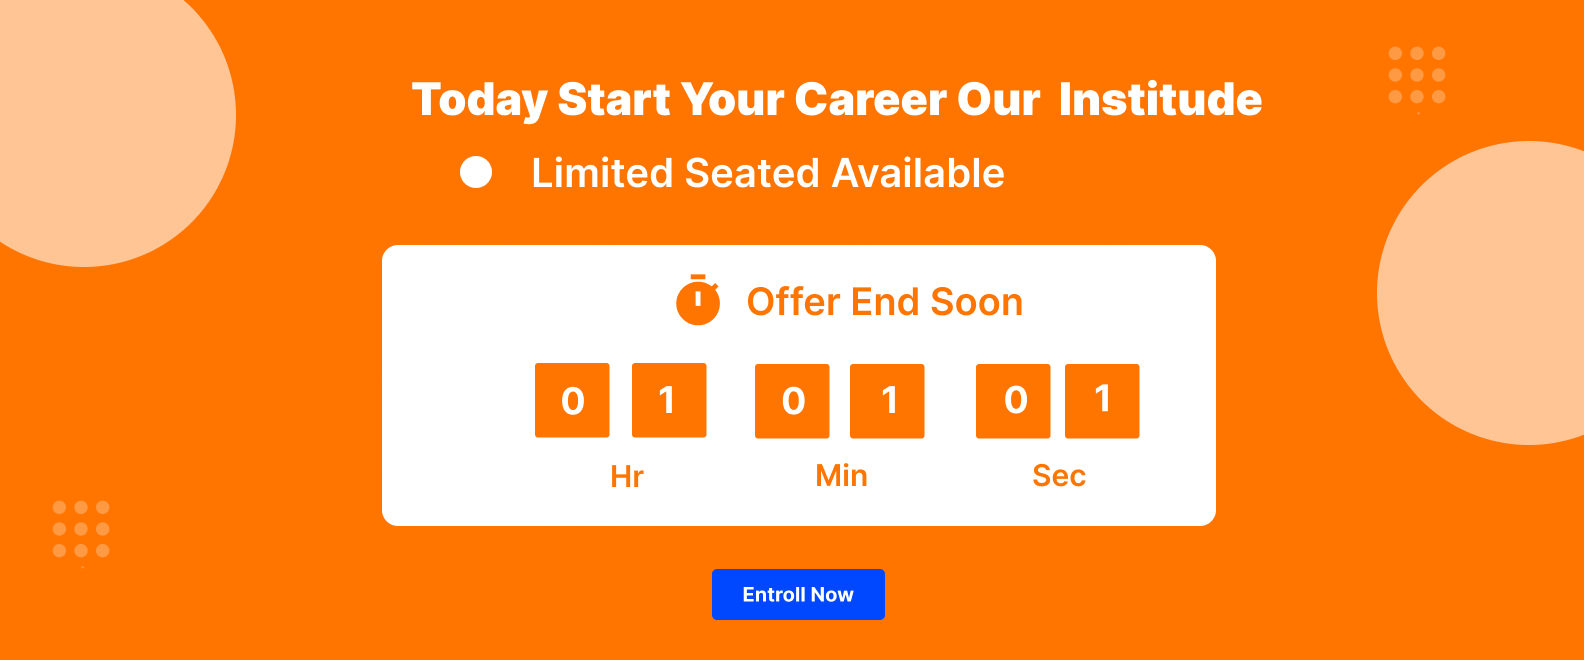 Today Start Your Career Our Institude
Limited Seated Available
Offer End Soon
0 1 0 1 0 1
Hr Min Sec
Entroll Now